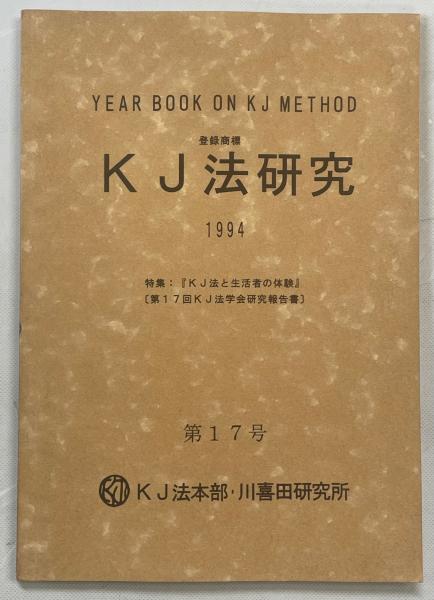 YEAR BOOK ON KJ METHOD
登録商標
KJ法研究
1994
特集：『KJ法と生活者の体験』
〔第17回KJ法学会研究報告書〕
第17号
KJ法本部・川喜田研究所